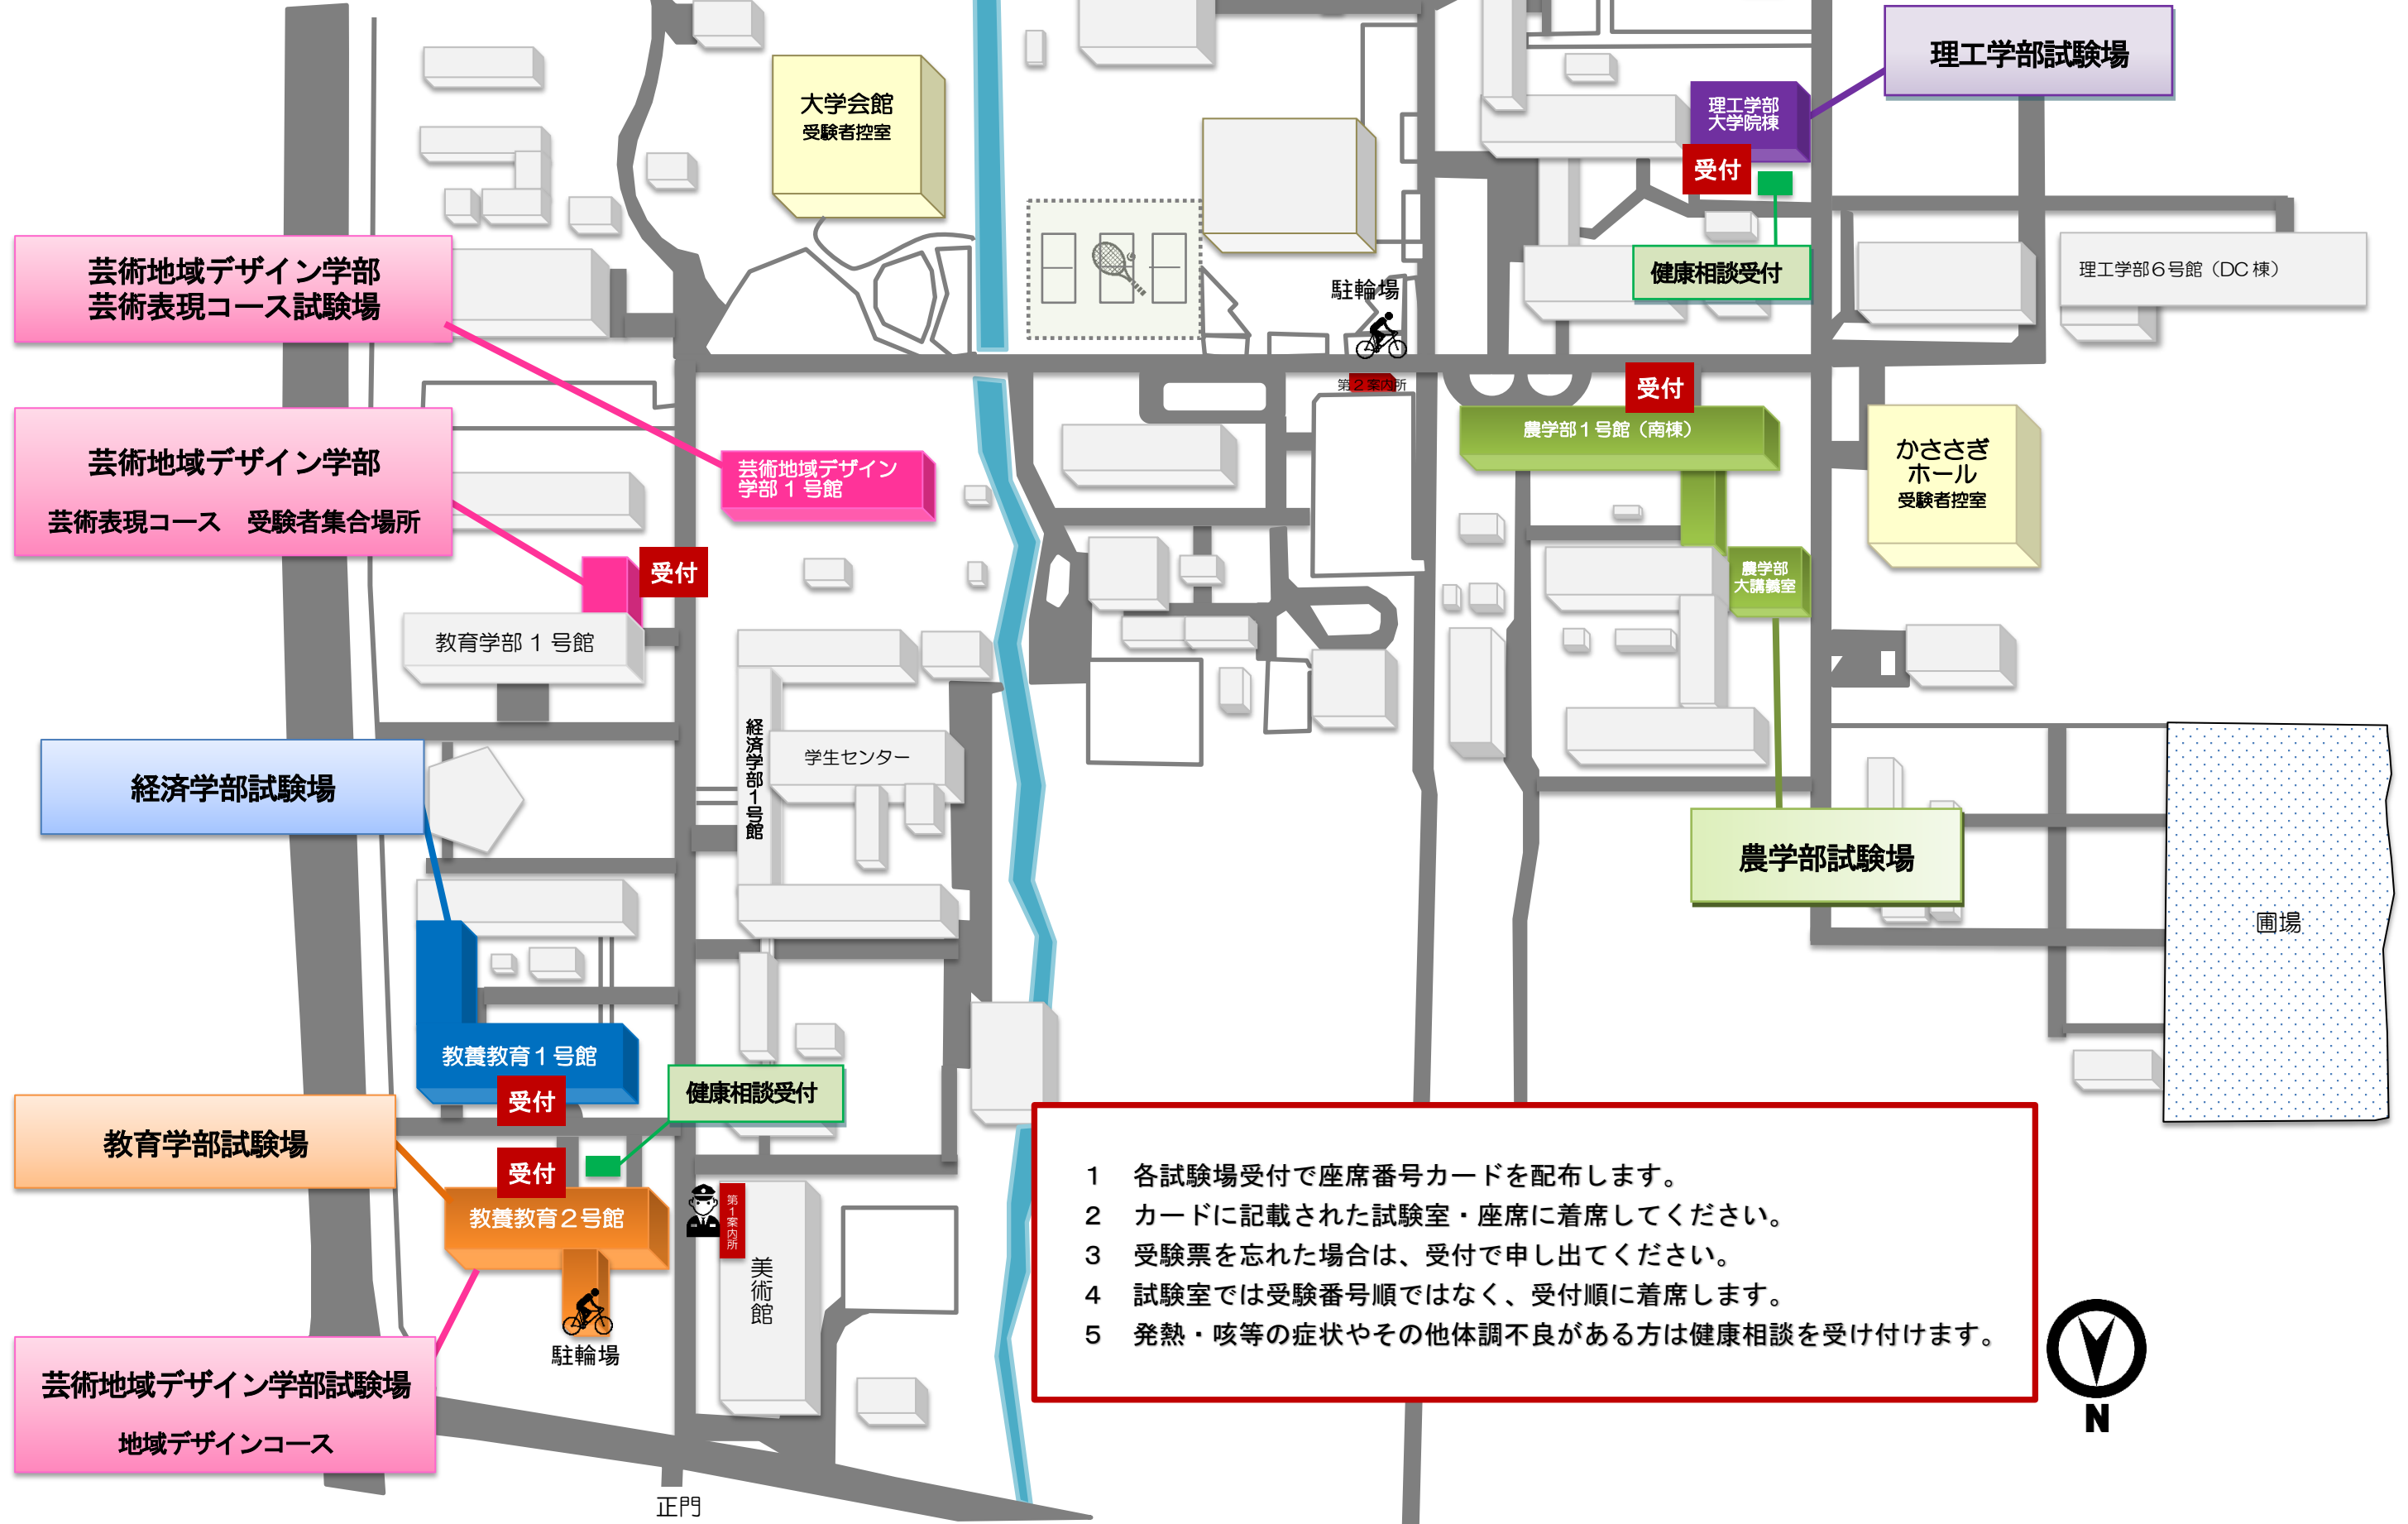 理工学部試験場
大学会館
受験者控室
理工学部
大学院棟
受付
健康相談受付
理工学部６号館（DC棟）
芸術地域デザイン学部
芸術表現コース試験場
駐輪場
第２案内所
受付
農学部１号館（南棟）
かささぎ
ホール
受験者控室
芸術地域デザイン学部
芸術表現コース　受験者集合場所
芸術地域デザイン
学部１号館
受付
農学部
大講義室
教育学部１号館
経済学部１号館
学生センター
経済学部試験場
農学部試験場
圃場
教養教育１号館
受付
健康相談受付
教育学部試験場
受付
教養教育２号館
第１案内所
美術館
駐輪場
芸術地域デザイン学部試験場
地域デザインコース
正門
１　各試験場受付で座席番号カードを配布します。
２　カードに記載された試験室・座席に着席してください。
３　受験票を忘れた場合は、受付で申し出てください。
４　試験室では受験番号順ではなく、受付順に着席します。
５　発熱・咳等の症状やその他体調不良がある方は健康相談を受け付けます。
N